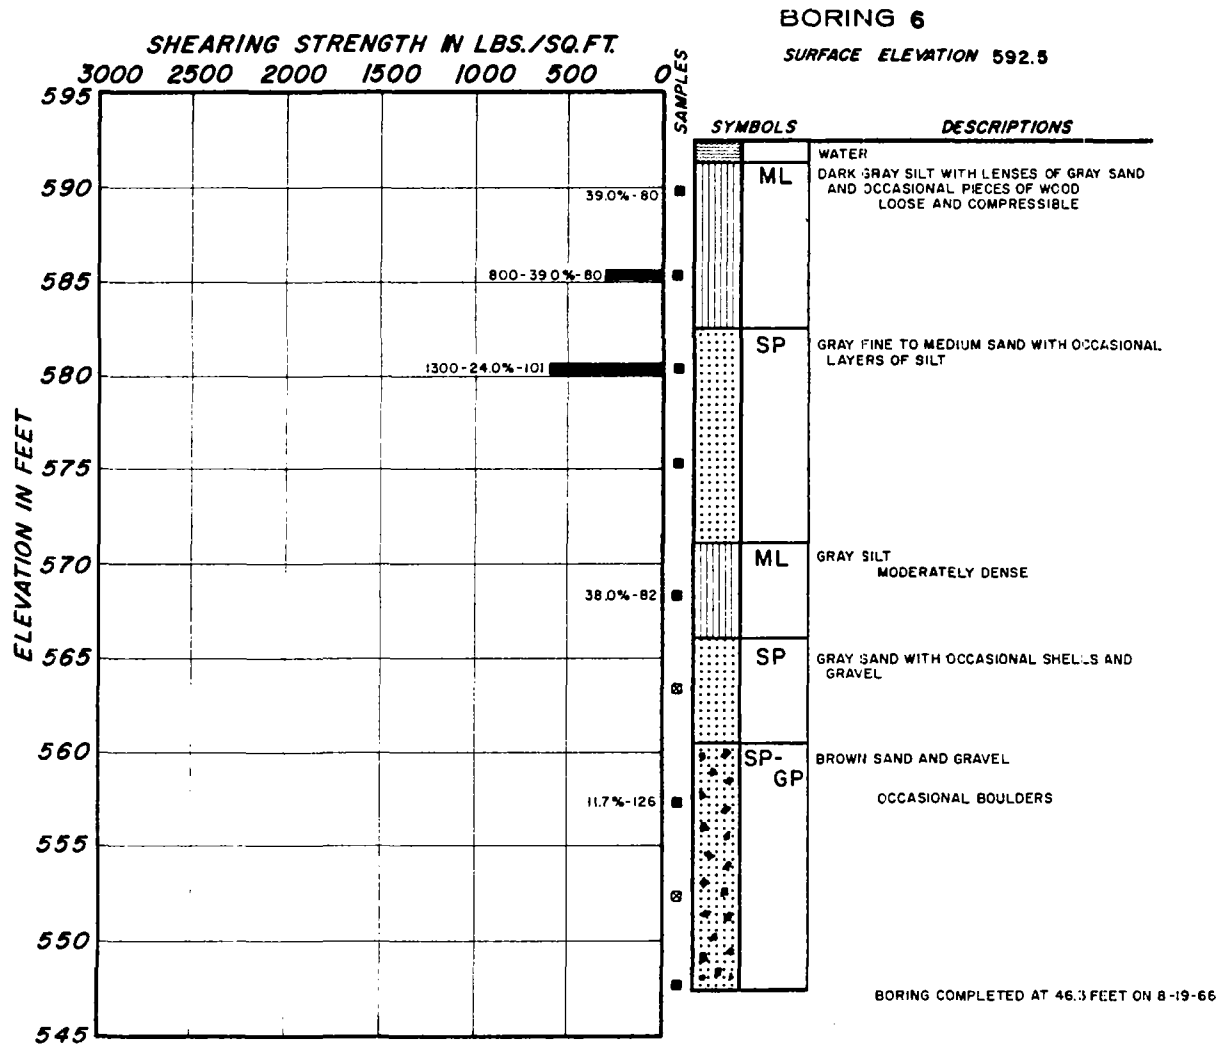 BORING 6
SURFACE ELEVATION 592.5
SHEARING STRENGTH IN LBS./SQ.FT.
3000 2500 2000 1500 1000 500 0
SAMPLES
SYMBOLS DESCRIPTIONS
ELEVATION IN FEET
595
590
585
580
575
570
565
560
555
550
545
39.0%-80
800-39.0%-80
1300-24.0%-101
38.0%-82
11.7%-126
WATER
ML DARK GRAY SILT WITH LENSES OF GRAY SAND
AND OCCASIONAL PIECES OF WOOD
LOOSE AND COMPRESSIBLE
SP GRAY FINE TO MEDIUM SAND WITH OCCASIONAL
LAYERS OF SILT
ML GRAY SILT
MODERATELY DENSE
SP GRAY SAND WITH OCCASIONAL SHELLS AND
GRAVEL
SP- BROWN SAND AND GRAVEL
GP
OCCASIONAL BOULDERS
BORING COMPLETED AT 46.3 FEET ON 8-19-66